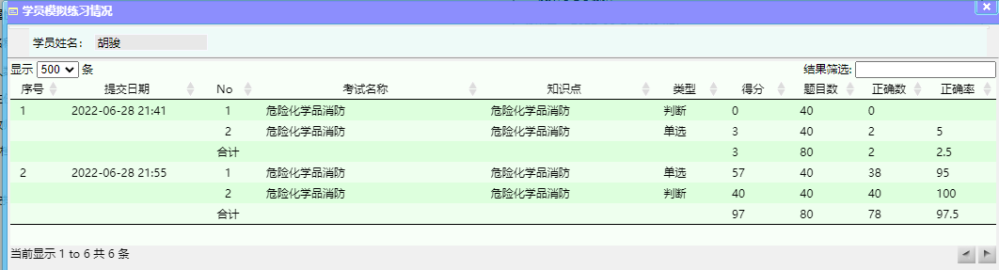 学员模拟练习情况
学员姓名: 胡骏
显示 500 条 结果筛选:
序号 提交日期 No 考试名称 知识点 类型 得分 题目数 正确数 正确率
1 2022-06-28 21:41 1 危险化学品消防 危险化学品消防 判断 0 40 0
2 危险化学品消防 危险化学品消防 单选 3 40 2 5
合计 3 80 2 2.5
2 2022-06-28 21:55 1 危险化学品消防 危险化学品消防 单选 57 40 38 95
2 危险化学品消防 危险化学品消防 判断 40 40 40 100
合计 97 80 78 97.5
当前显示 1 to 6 共 6 条